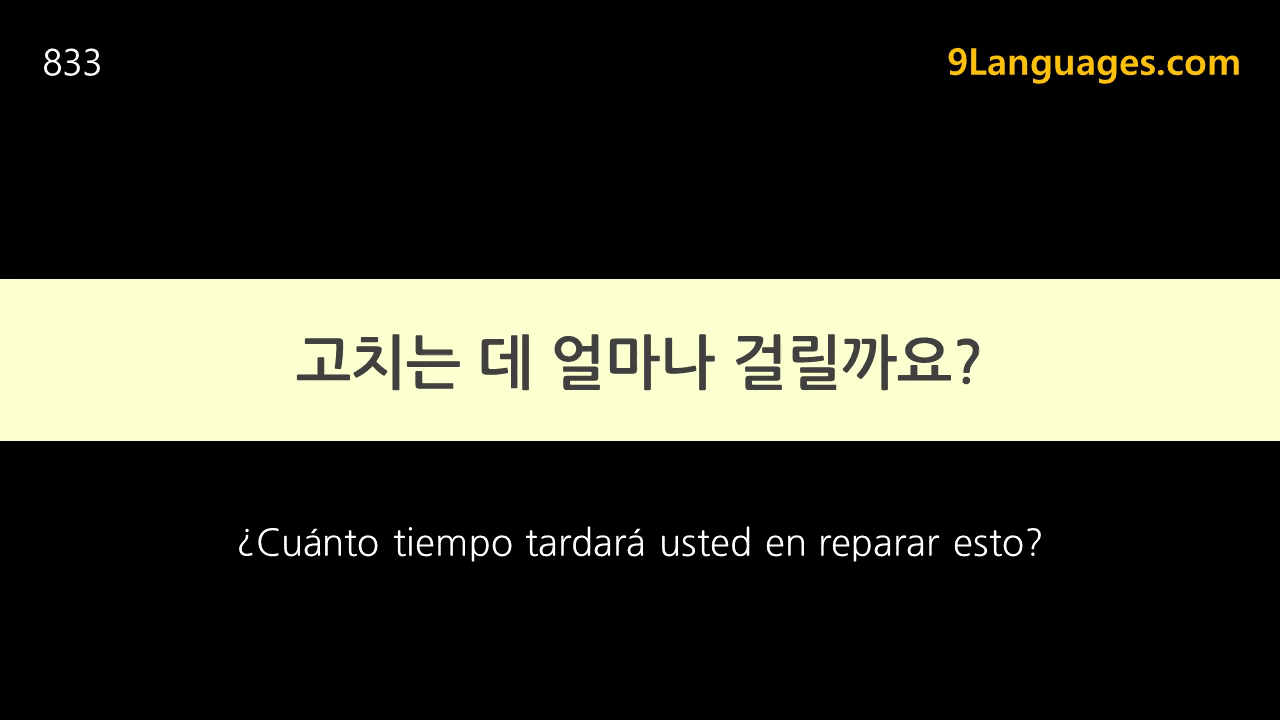 833
9Languages.com
고치는 데 얼마나 걸릴까요?
¿Cuánto tiempo tardará usted en reparar esto?